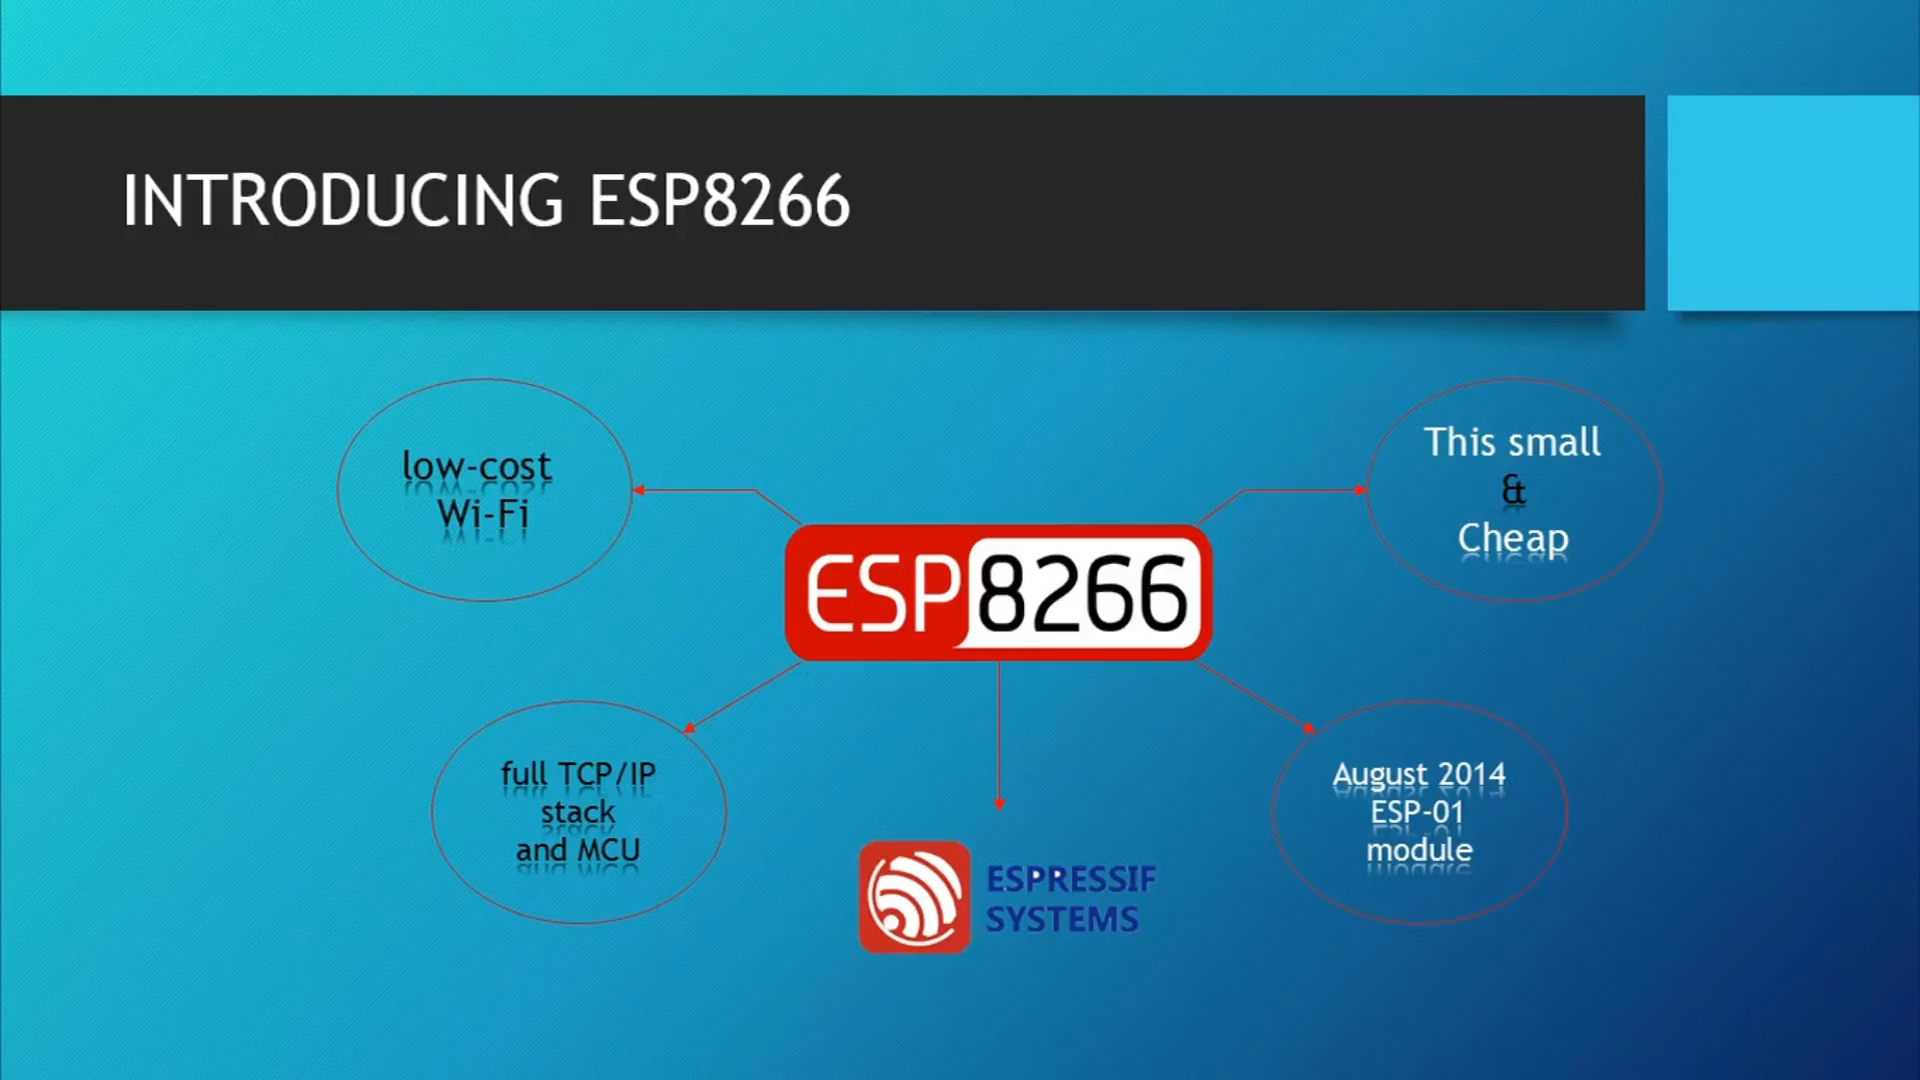 INTRODUCING ESP8266
low-cost
Wi-Fi
This small
&
Cheap
ESP8266
full TCP/IP
stack
and MCU
August 2014
ESP-01
module
ESPRESSIF
SYSTEMS